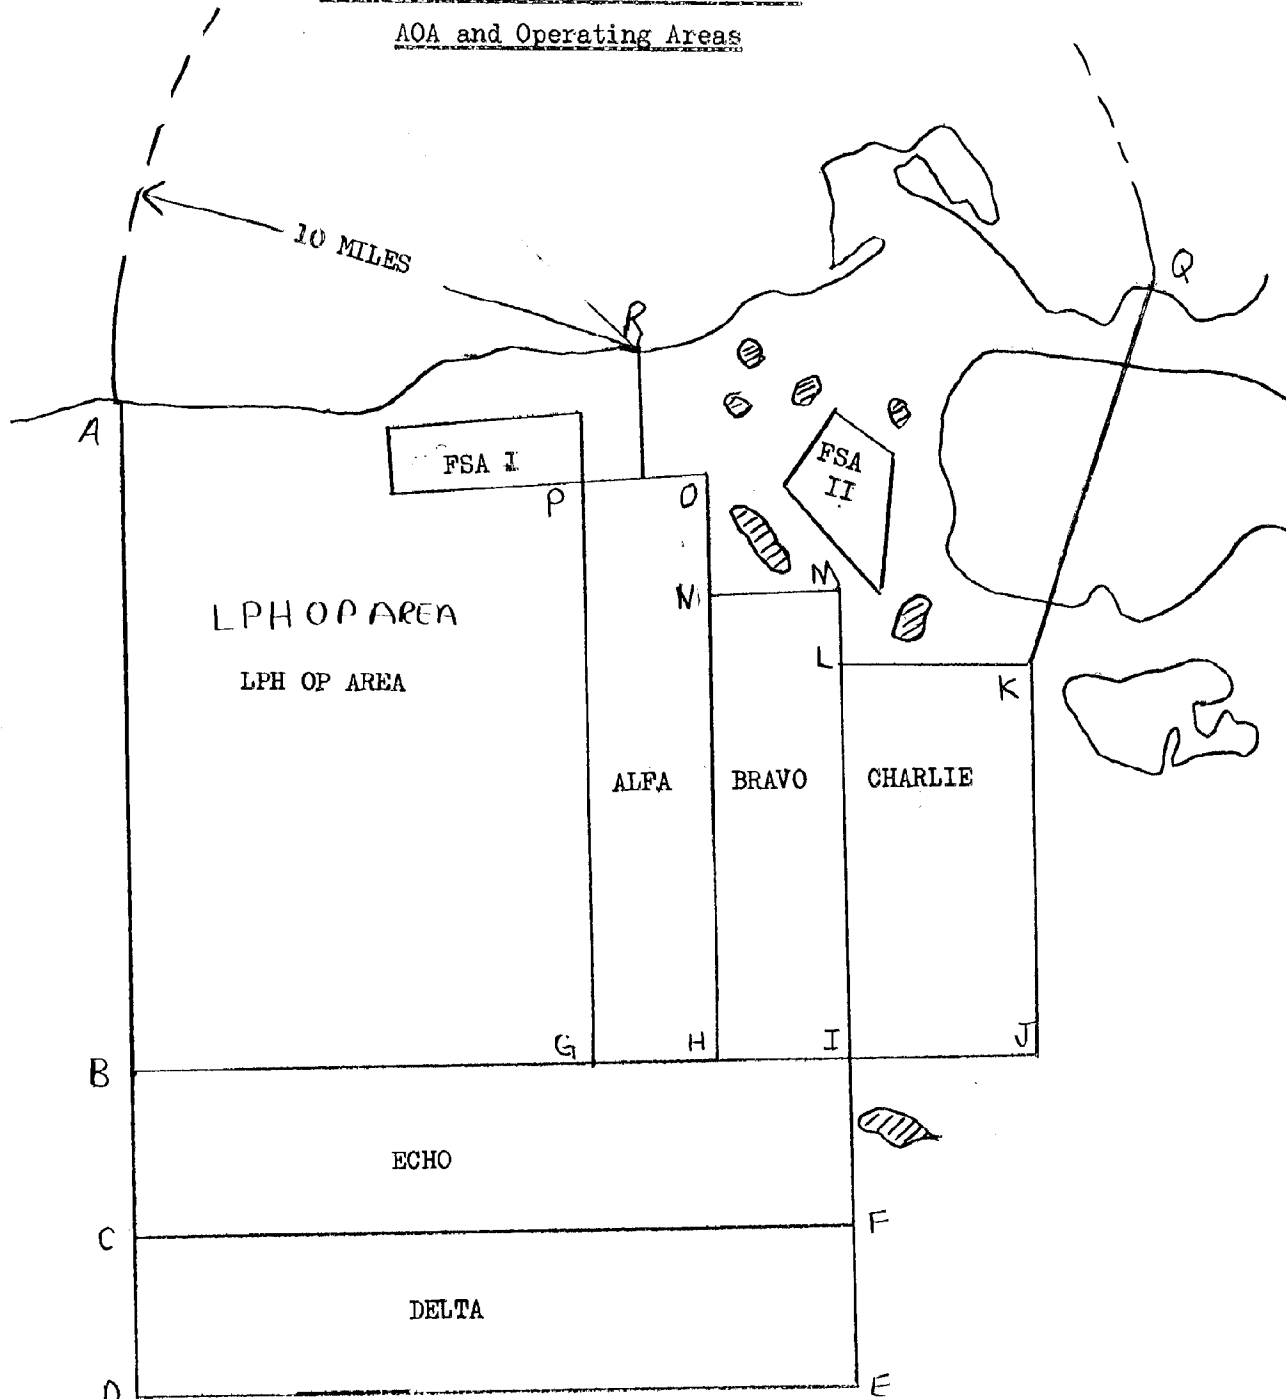 AOA and Operating Areas
Q
10 MILES
R
A
FSA I
FSA
II
P
O
M
N
LPH OP AREA
L
LPH OP AREA
K
ALFA
BRAVO
CHARLIE
G
H
I
J
B
ECHO
F
C
DELTA
D
E